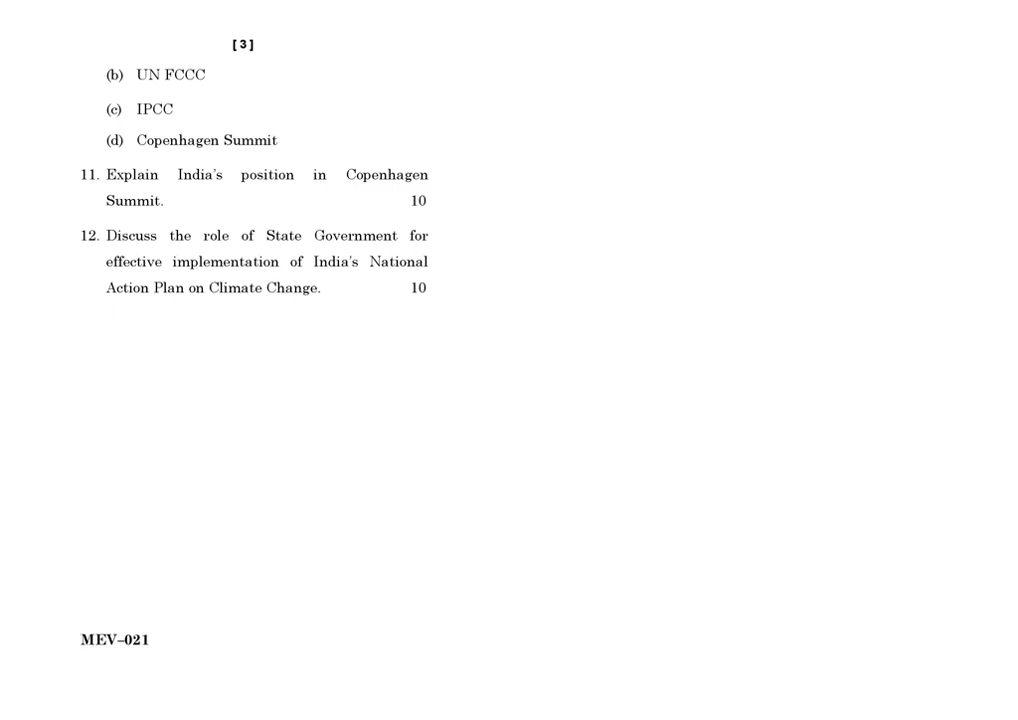 [ 3 ]
(b) UN FCCC
(c) IPCC
(d) Copenhagen Summit
11. Explain India's position in Copenhagen
Summit. 10
12. Discuss the role of State Government for
effective implementation of India's National
Action Plan on Climate Change. 10
MEV–021